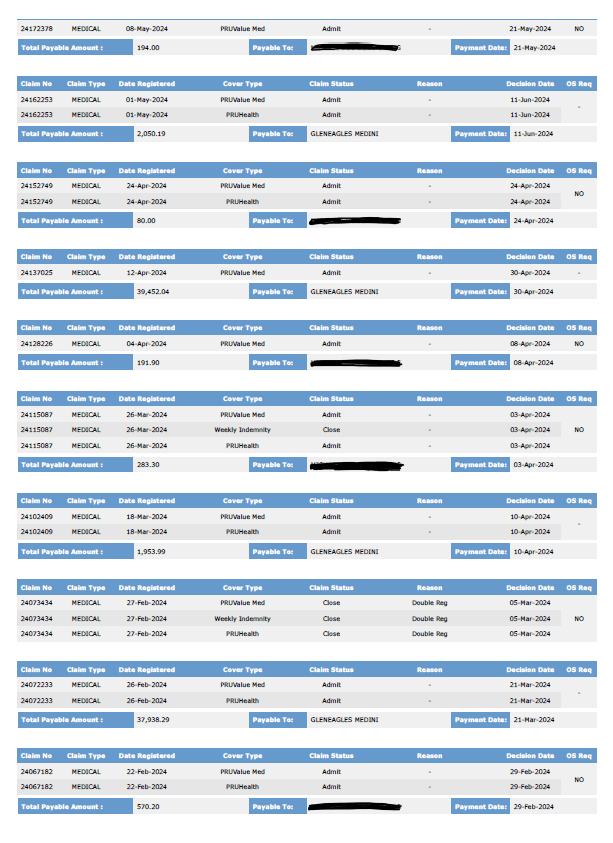 24172378 MEDICAL 08-May-2024 PRUValue Med Admit - 21-May-2024 NO
Total Payable Amount : 194.00 Payable To: Payment Date: 21-May-2024
Claim No Claim Type Date Registered Cover Type Claim Status Reason Decision Date OS Req
24162253 MEDICAL 01-May-2024 PRUValue Med Admit - 11-Jun-2024 -
24162253 MEDICAL 01-May-2024 PRUHealth Admit - 11-Jun-2024
Total Payable Amount : 2,050.19 Payable To: GLENEAGLES MEDINI Payment Date: 11-Jun-2024
Claim No Claim Type Date Registered Cover Type Claim Status Reason Decision Date OS Req
24152749 MEDICAL 24-Apr-2024 PRUValue Med Admit - 24-Apr-2024 NO
24152749 MEDICAL 24-Apr-2024 PRUHealth Admit - 24-Apr-2024
Total Payable Amount : 80.00 Payable To: Payment Date: 24-Apr-2024
Claim No Claim Type Date Registered Cover Type Claim Status Reason Decision Date OS Req
24137025 MEDICAL 12-Apr-2024 PRUValue Med Admit - 30-Apr-2024 -
Total Payable Amount : 39,452.04 Payable To: GLENEAGLES MEDINI Payment Date: 30-Apr-2024
Claim No Claim Type Date Registered Cover Type Claim Status Reason Decision Date OS Req
24128226 MEDICAL 04-Apr-2024 PRUValue Med Admit - 08-Apr-2024 NO
Total Payable Amount : 191.90 Payable To: Payment Date: 08-Apr-2024
Claim No Claim Type Date Registered Cover Type Claim Status Reason Decision Date OS Req
24115087 MEDICAL 26-Mar-2024 PRUValue Med Admit - 03-Apr-2024 NO
24115087 MEDICAL 26-Mar-2024 Weekly Indemnity Close - 03-Apr-2024
24115087 MEDICAL 26-Mar-2024 PRUHealth Admit - 03-Apr-2024
Total Payable Amount : 283.30 Payable To: Payment Date: 03-Apr-2024
Claim No Claim Type Date Registered Cover Type Claim Status Reason Decision Date OS Req
24102409 MEDICAL 18-Mar-2024 PRUValue Med Admit - 10-Apr-2024 -
24102409 MEDICAL 18-Mar-2024 PRUHealth Admit - 10-Apr-2024
Total Payable Amount : 1,953.99 Payable To: GLENEAGLES MEDINI Payment Date: 10-Apr-2024
Claim No Claim Type Date Registered Cover Type Claim Status Reason Decision Date OS Req
24073434 MEDICAL 27-Feb-2024 PRUValue Med Close Double Reg 05-Mar-2024 NO
24073434 MEDICAL 27-Feb-2024 Weekly Indemnity Close Double Reg 05-Mar-2024
24073434 MEDICAL 27-Feb-2024 PRUHealth Close Double Reg 05-Mar-2024
Claim No Claim Type Date Registered Cover Type Claim Status Reason Decision Date OS Req
24072233 MEDICAL 26-Feb-2024 PRUValue Med Admit - 21-Mar-2024 -
24072233 MEDICAL 26-Feb-2024 PRUHealth Admit - 21-Mar-2024
Total Payable Amount : 37,938.29 Payable To: GLENEAGLES MEDINI Payment Date: 21-Mar-2024
Claim No Claim Type Date Registered Cover Type Claim Status Reason Decision Date OS Req
24067182 MEDICAL 22-Feb-2024 PRUValue Med Admit - 29-Feb-2024 NO
24067182 MEDICAL 22-Feb-2024 PRUHealth Admit - 29-Feb-2024
Total Payable Amount : 570.20 Payable To: Payment Date: 29-Feb-2024